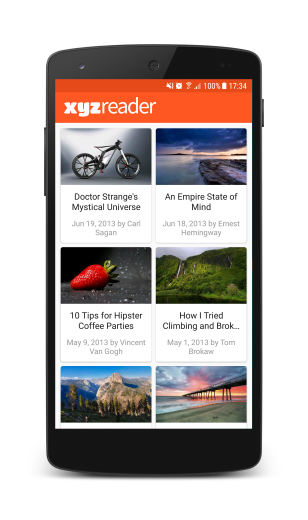 100% 17:34
xyzreader
Doctor Strange's
Mystical Universe
Jun 19, 2013 by Carl
Sagan
An Empire State of
Mind
Jun 18, 2013 by Ernest
Hemingway
10 Tips for Hipster
Coffee Parties
May 9, 2013 by Vincent
Van Gogh
How I Tried
Climbing and Brok...
May 1, 2013 by Tom
Brokaw